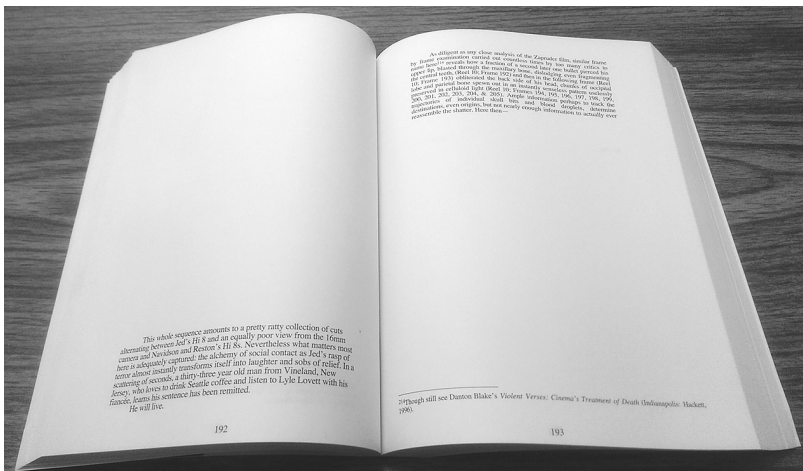 This whole sequence amounts to a pretty ratty collection of cuts
alternating between Jed's Hi 8 and an equally poor view from the 16mm
camera and Navidson and Reston's Hi 8s. Nevertheless what matters most
here is adequately captured: the alchemy of social contact as Jed's rasp of
terror almost instantly transforms itself into laughter and sobs of relief. In a
scattering of seconds, a thirty-three year old man from Vineland, New
Jersey, who loves to drink Seattle coffee and listen to Lyle Lovett with his
fiancée, learns his sentence has been remitted.
He will live.
192
As diligent as any close analysis of the Zapruder film, similar frame
by frame examination carried out countless times by too many critics to
name here²¹⁹ reveals how a fraction of a second later one bullet pierced his
upper lip, blasted through the maxillary bone, dislodging even fragmenting
the central teeth, (Reel 10; Frame 192) and then in the following frame (Reel
10; Frame 193) obliterated the back side of his head, chunks of occipital
lobe and parietal bone spewn out in an instantly senseless pattern uselessly
preserved in celluloid light (Reel 10; Frames 194, 195, 196, 197, 198, 199,
200, 201, 202, 203, 204, & 205). Ample information perhaps to track the
trajectories of individual skull bits and blood droplets, determine
destinations, even origins, but not nearly enough information to actually ever
reassemble the shatter. Here then—
²¹⁹Though still see Danton Blake's Violent Verses: Cinema's Treatment of Death (Indianapolis: Hackett,
1996).
193